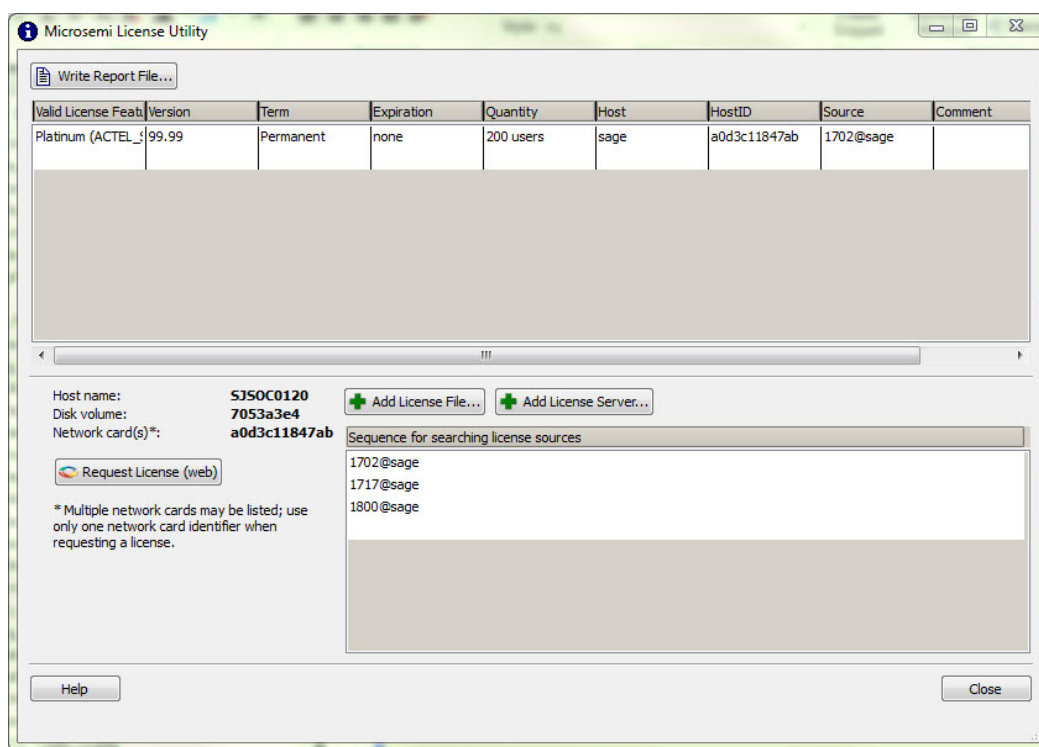 Microsemi License Utility
Write Report File...
Valid License Featu Version Term Expiration Quantity Host HostID Source Comment
Platinum (ACTEL_S 99.99 Permanent none 200 users sage a0d3c11847ab 1702@sage
Host name: SJSOC0120
Disk volume: 7053a3e4
Network card(s)*: a0d3c11847ab
Add License File... Add License Server...
Sequence for searching license sources
1702@sage
1717@sage
1800@sage
Request License (web)
* Multiple network cards may be listed; use
only one network card identifier when
requesting a license.
Help Close